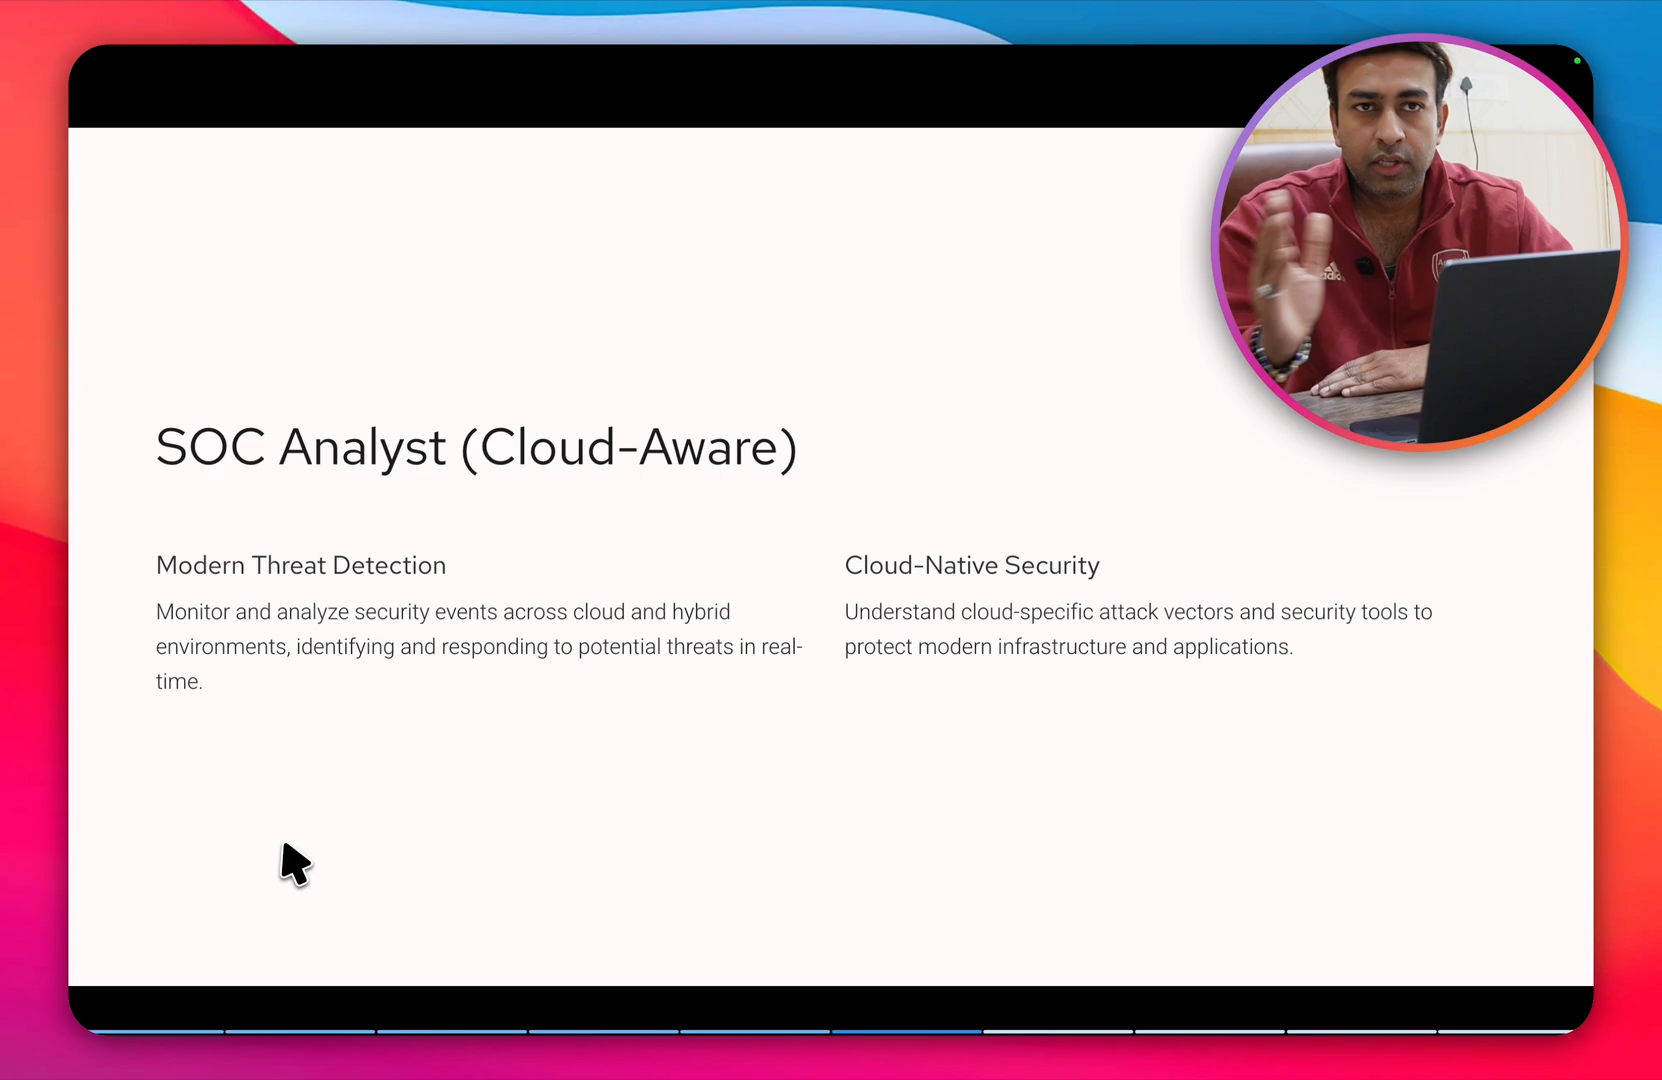 SOC Analyst (Cloud-Aware)
Modern Threat Detection
Monitor and analyze security events across cloud and hybrid
environments, identifying and responding to potential threats in real-
time.
Cloud-Native Security
Understand cloud-specific attack vectors and security tools to
protect modern infrastructure and applications.